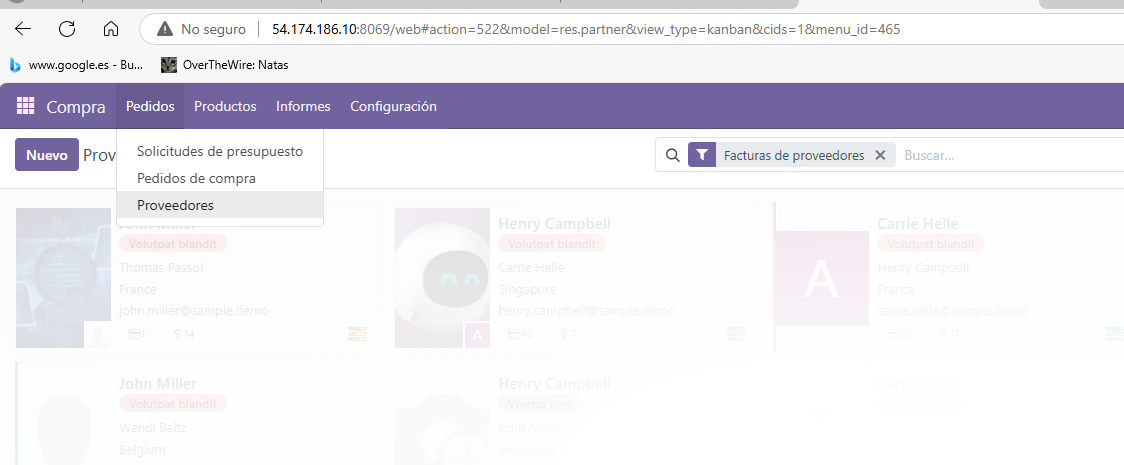 No seguro 54.174.186.10:8069/web#action=522&model=res.partner&view_type=kanban&cids=1&menu_id=465
www.google.es - Bu... OverTheWire: Natas
Compra Pedidos Productos Informes Configuración
Nuevo Prov
Solicitudes de presupuesto
Pedidos de compra
Proveedores
Facturas de proveedores Buscar...
John Miller
Volutpat blandit
Thomas Passot
France
john.miller@sample.demo
1 $ 14
Henry Campbell
Volutpat blandit
Carrie Helle
Singapore
henry.campbell@sample.demo
A
45 $ 7
A
Carrie Helle
Volutpat blandit
Henry Campbell
France
carrie.helle@sample.demo
$ 17
John Miller
Volutpat blandit
Wendi Baltz
Belgium
Henry Campbell
Viverra nam
John Miller
Singapore
Carrie Helle